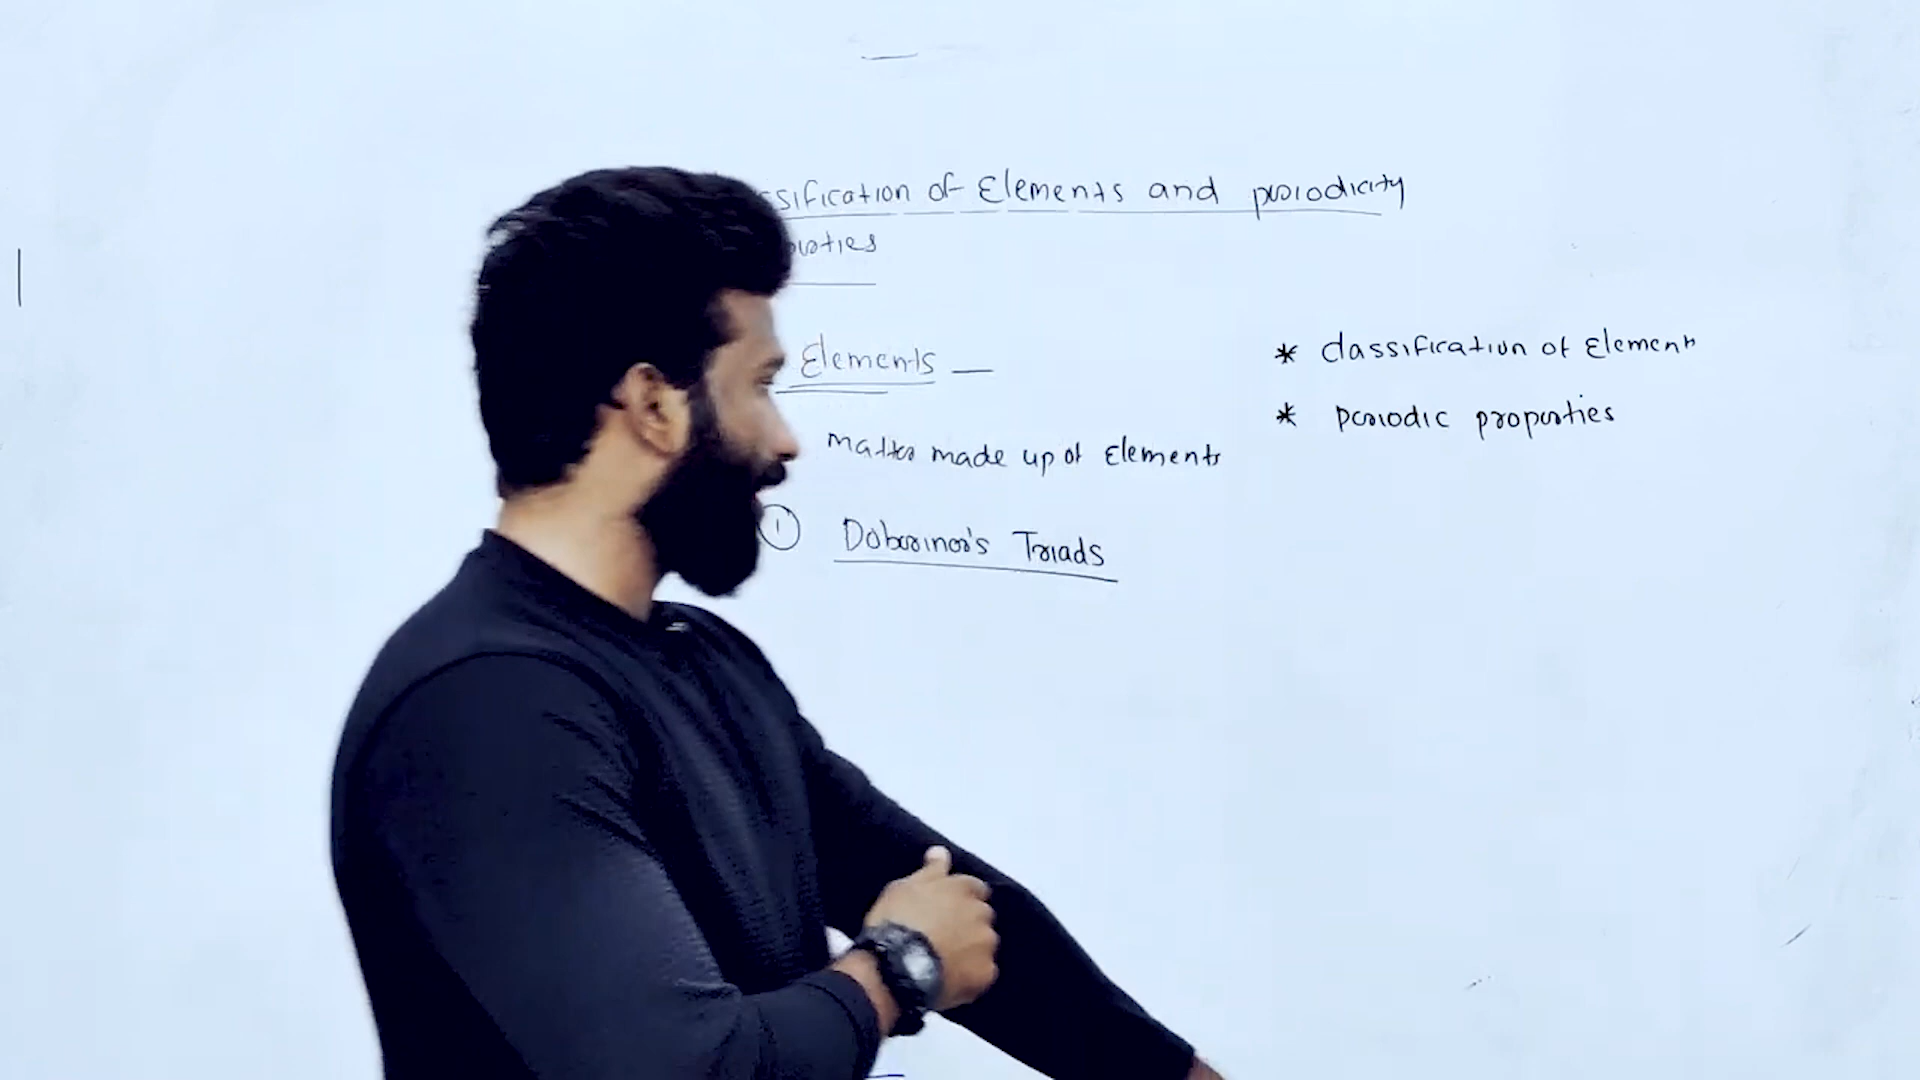 ssification of Elements and periodicity
perties
Elements —
matter made up of Elements
① Doberiner's Triads
* classification of Elements
* periodic properties